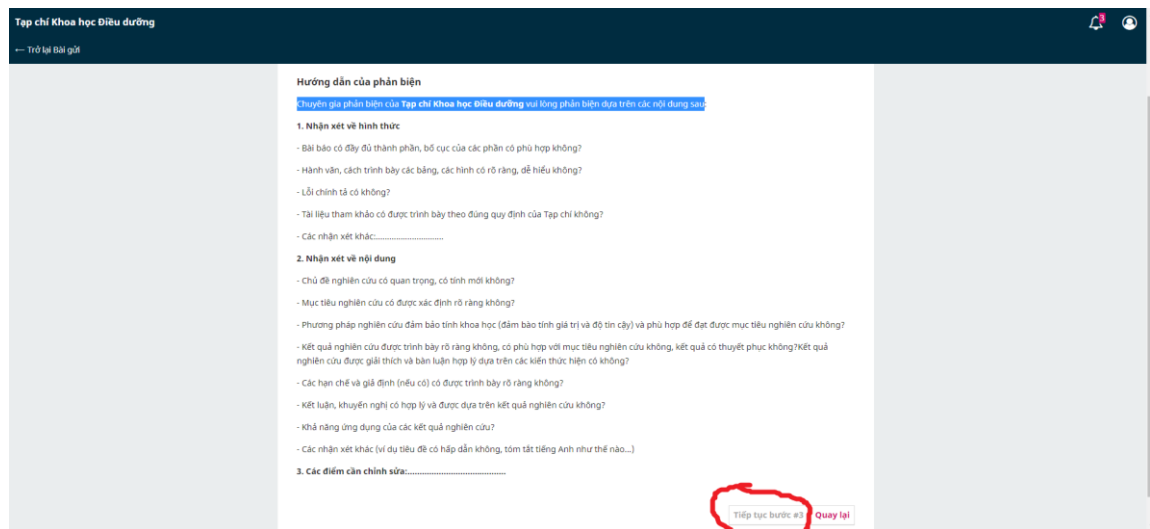 Tạp chí Khoa học Điều dưỡng
3
← Trở lại Bài gửi
Hướng dẫn của phản biện
Chuyên gia phản biện của Tạp chí Khoa học Điều dưỡng vui lòng phản biện dựa trên các nội dung sau:
1. Nhận xét về hình thức
- Bài báo có đầy đủ thành phần, bố cục của các phần có phù hợp không?
- Hành văn, cách trình bày các bảng, các hình có rõ ràng, dễ hiểu không?
- Lỗi chính tả có không?
- Tài liệu tham khảo có được trình bày theo đúng quy định của Tạp chí không?
- Các nhận xét khác:............................
2. Nhận xét về nội dung
- Chủ đề nghiên cứu có quan trọng, có tính mới không?
- Mục tiêu nghiên cứu có được xác định rõ ràng không?
- Phương pháp nghiên cứu đảm bảo tính khoa học (đảm bảo tính giá trị và độ tin cậy) và phù hợp để đạt được mục tiêu nghiên cứu không?
- Kết quả nghiên cứu được trình bày rõ ràng không, có phù hợp với mục tiêu nghiên cứu không, kết quả có thuyết phục không?Kết quả
nghiên cứu được giải thích và bàn luận hợp lý dựa trên các kiến thức hiện có không?
- Các hạn chế và giả định (nếu có) có được trình bày rõ ràng không?
- Kết luận, khuyến nghị có hợp lý và được dựa trên kết quả nghiên cứu không?
- Khả năng ứng dụng của các kết quả nghiên cứu?
- Các nhận xét khác (ví dụ tiêu đề có hấp dẫn không, tóm tắt tiếng Anh như thế nào...)
3. Các điểm cần chỉnh sửa:.........................................
Tiếp tục bước #3 Quay lại